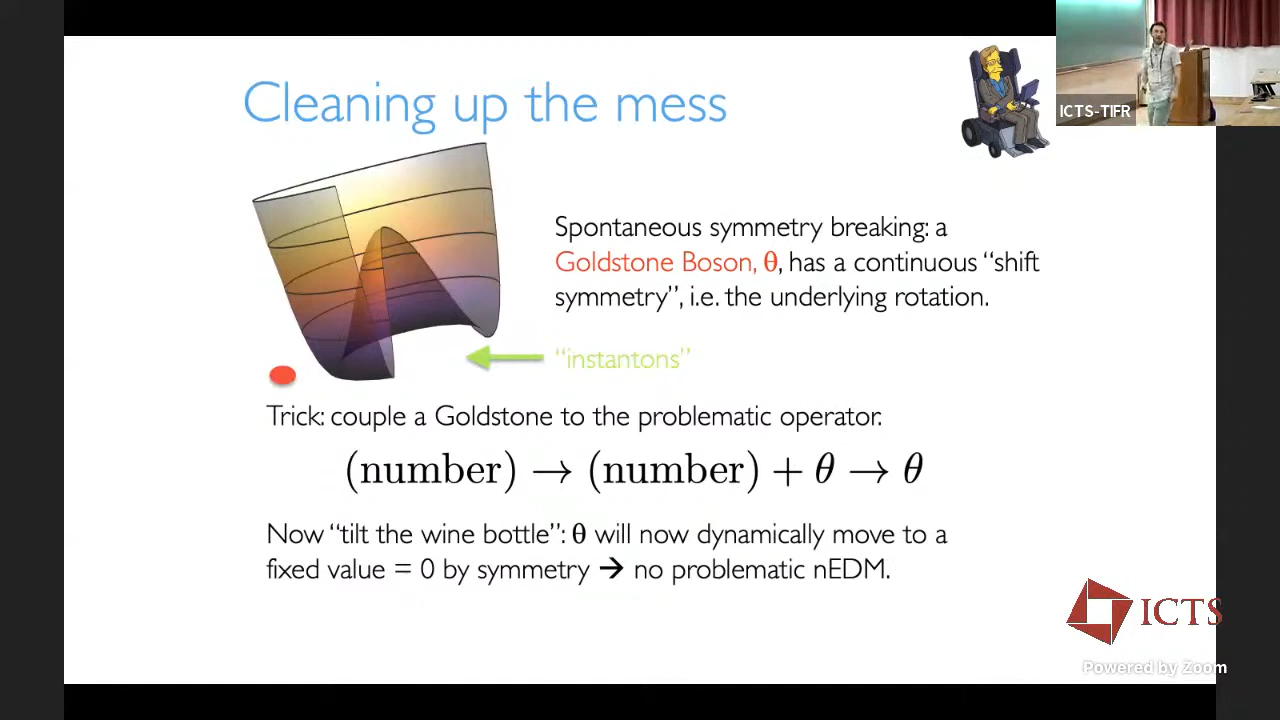 Cleaning up the mess
ICTS-TIFR
Spontaneous symmetry breaking: a
Goldstone Boson, θ, has a continuous “shift
symmetry”, i.e. the underlying rotation.
“instantons”
Trick: couple a Goldstone to the problematic operator.
(number) → (number) + θ → θ
Now “tilt the wine bottle”: θ will now dynamically move to a
fixed value = 0 by symmetry → no problematic nEDM.
ICTS
Powered by Zoom